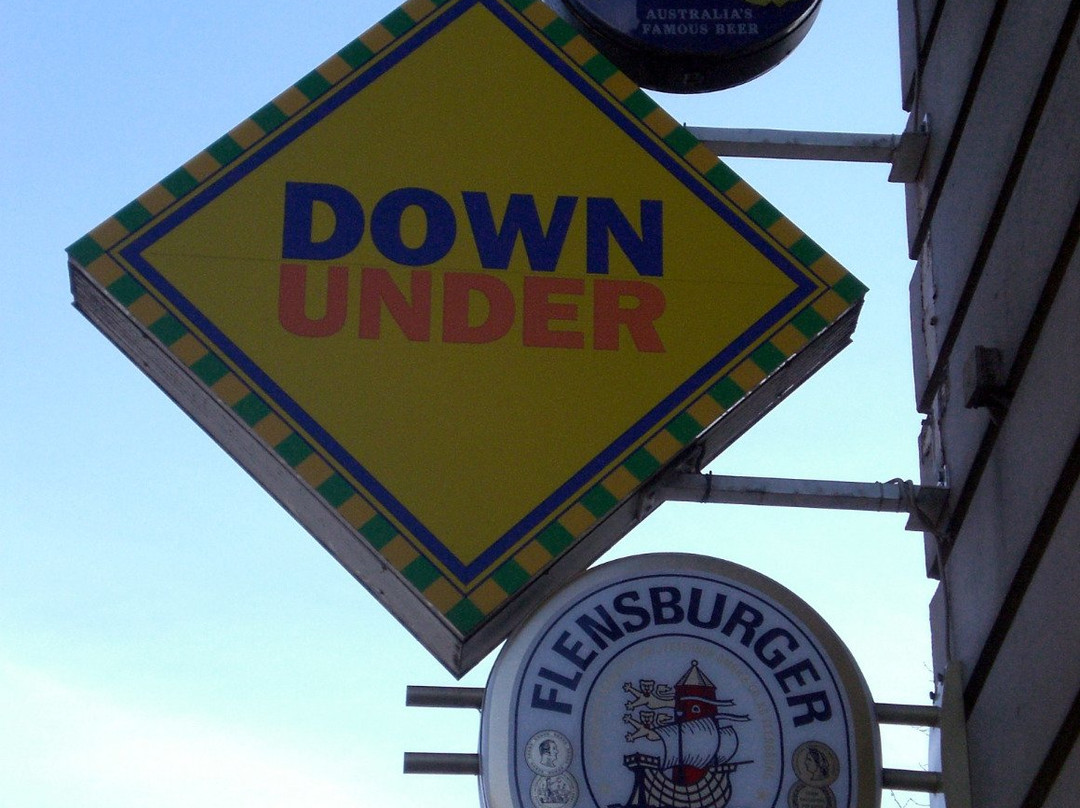 AUSTRALIA'S
FAMOUS BEER
DOWN
UNDER
FLENSBURGER